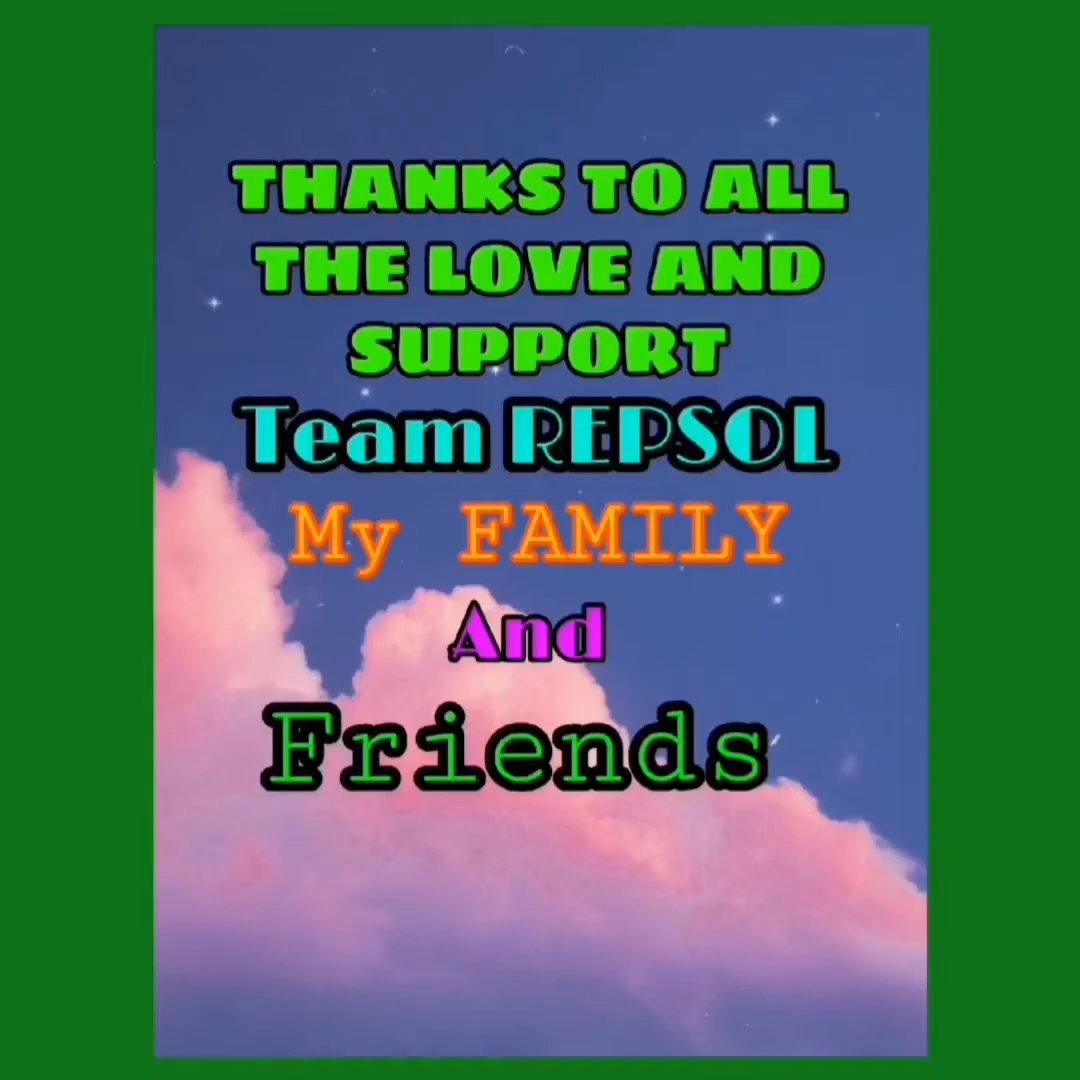 THANKS TO ALL
THE LOVE AND
SUPPORT
Team REPSOL
My FAMILY
And
Friends